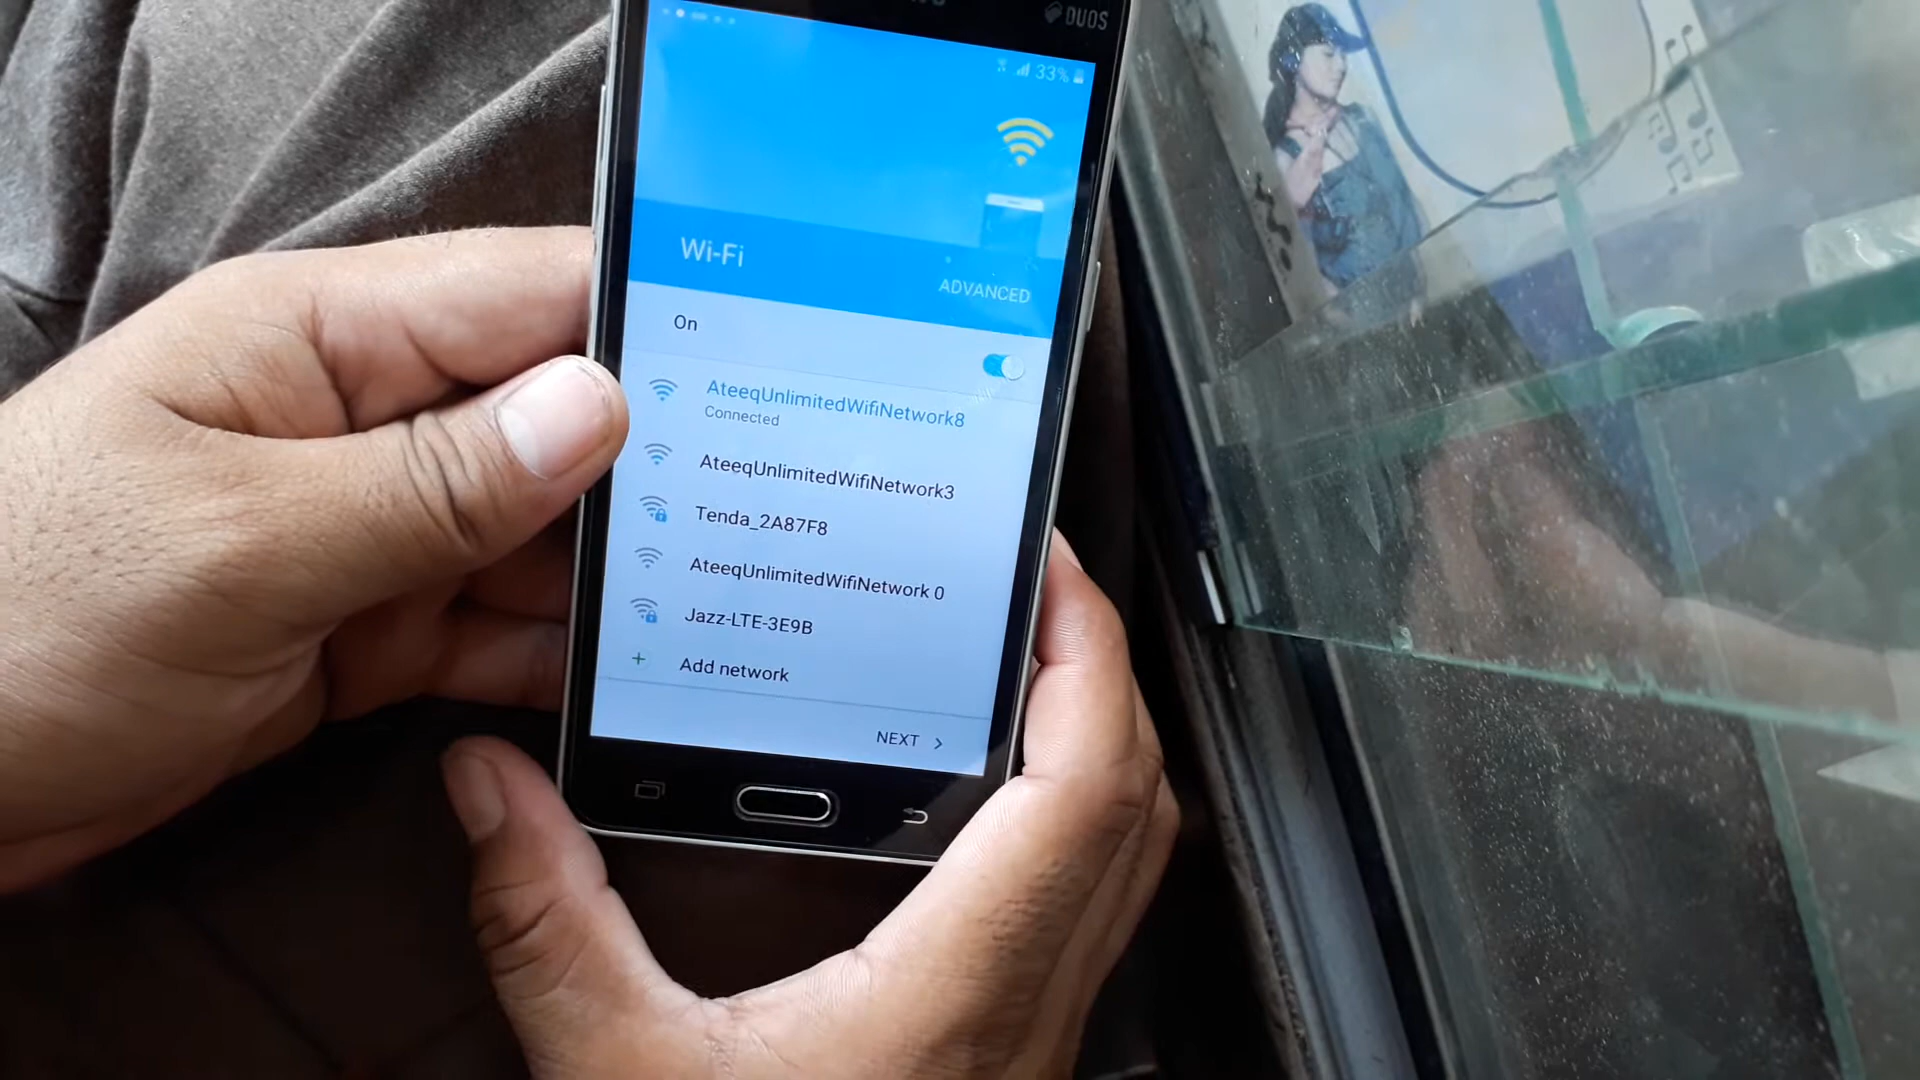 DUOS
33%
Wi-Fi
ADVANCED
On
AteeqUnlimitedWifiNetwork8
Connected
AteeqUnlimitedWifiNetwork3
Tenda_2A87F8
AteeqUnlimitedWifiNetwork 0
Jazz-LTE-3E9B
+ Add network
NEXT >